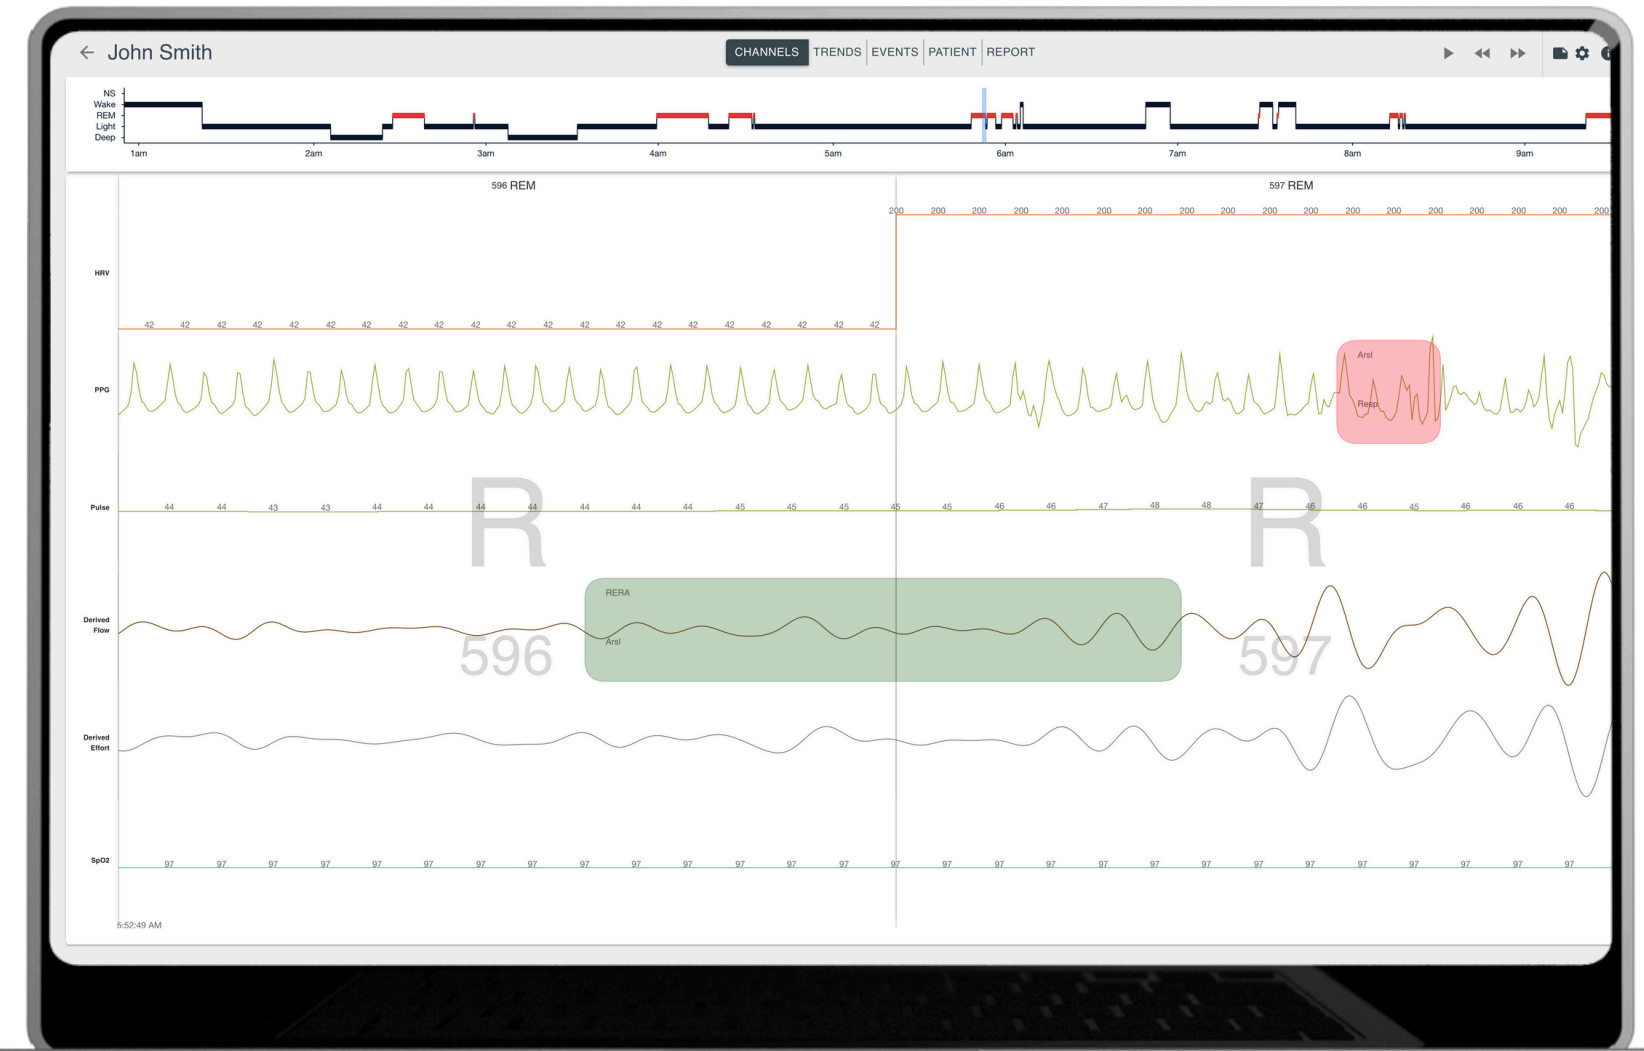 John Smith
CHANNELS TRENDS EVENTS PATIENT REPORT
NS
Wake
REM
Light
Deep
1am 2am 3am 4am 5am 6am 7am 8am 9am
596 REM 597 REM
200 200 200 200 200 200 200 200 200 200 200 200 200 200 200 200 200 200
HRV
42 42 42 42 42 42 42 42 42 42 42 42 42 42 42 42 42 42 42 42 42
Arsl
PPG
Resp
R R
Pulse
44 44 43 43 44 44 44 44 44 44 44 45 45 45 45 45 46 46 47 48 48 47 46 46 45 46 46 46
RERA
Derived
Flow
Arsl
596 597
Derived
Effort
SpO2
97 97 97 97 97 97 97 97 97 97 97 97 97 97 97 97 97 97 97 97 97 97 97 97 97 97 97 97
5:52:49 AM